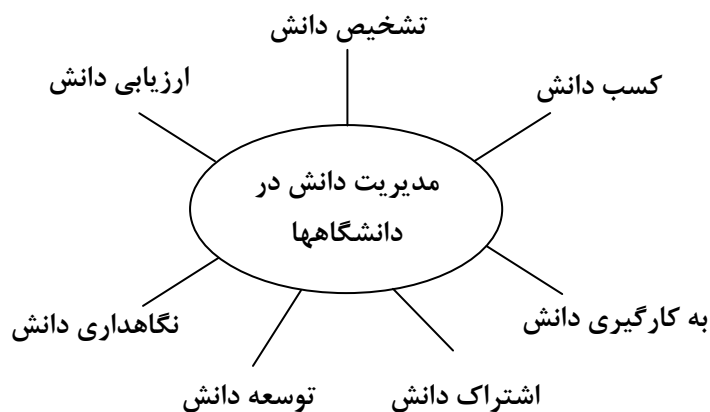 تشخیص دانش
کسب دانش
ارزیابی دانش
مدیریت دانش در
دانشگاهها
به کارگیری دانش
نگاهداری دانش
اشتراک دانش
توسعه دانش